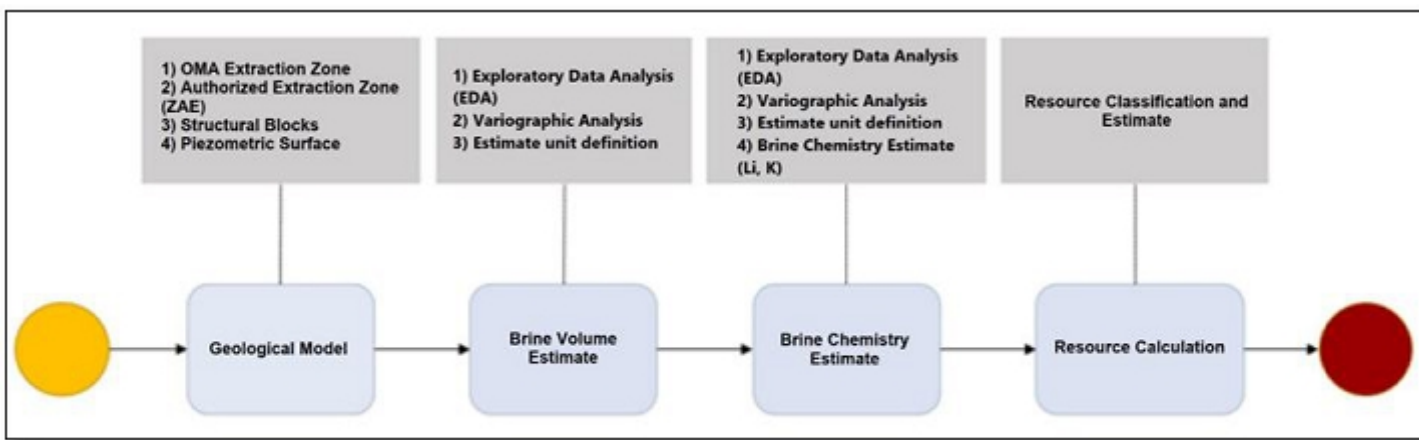 1) OMA Extraction Zone
2) Authorized Extraction Zone
(ZAE)
3) Structural Blocks
4) Piezometric Surface
1) Exploratory Data Analysis
(EDA)
2) Variographic Analysis
3) Estimate unit definition
1) Exploratory Data Analysis
(EDA)
2) Variographic Analysis
3) Estimate unit definition
4) Brine Chemistry Estimate
(Li, K)
Resource Classification and
Estimate
Geological Model
Brine Volume
Estimate
Brine Chemistry
Estimate
Resource Calculation